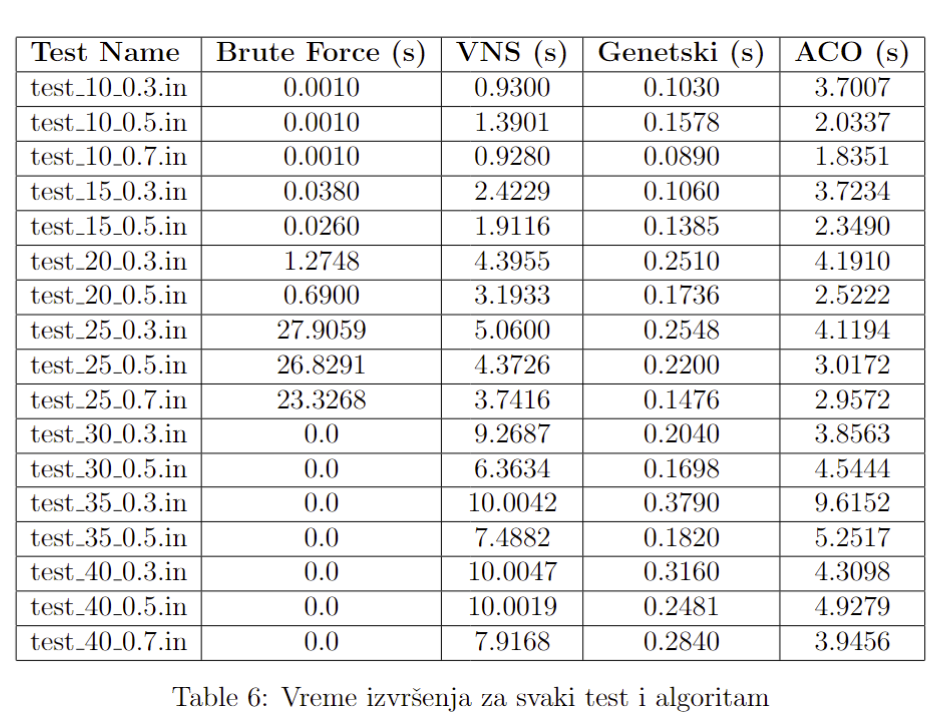 Test Name Brute Force (s) VNS (s) Genetski (s) ACO (s)
test_10_0.3.in 0.0010 0.9300 0.1030 3.7007
test_10_0.5.in 0.0010 1.3901 0.1578 2.0337
test_10_0.7.in 0.0010 0.9280 0.0890 1.8351
test_15_0.3.in 0.0380 2.4229 0.1060 3.7234
test_15_0.5.in 0.0260 1.9116 0.1385 2.3490
test_20_0.3.in 1.2748 4.3955 0.2510 4.1910
test_20_0.5.in 0.6900 3.1933 0.1736 2.5222
test_25_0.3.in 27.9059 5.0600 0.2548 4.1194
test_25_0.5.in 26.8291 4.3726 0.2200 3.0172
test_25_0.7.in 23.3268 3.7416 0.1476 2.9572
test_30_0.3.in 0.0 9.2687 0.2040 3.8563
test_30_0.5.in 0.0 6.3634 0.1698 4.5444
test_35_0.3.in 0.0 10.0042 0.3790 9.6152
test_35_0.5.in 0.0 7.4882 0.1820 5.2517
test_40_0.3.in 0.0 10.0047 0.3160 4.3098
test_40_0.5.in 0.0 10.0019 0.2481 4.9279
test_40_0.7.in 0.0 7.9168 0.2840 3.9456
Table 6: Vreme izvršenja za svaki test i algoritam